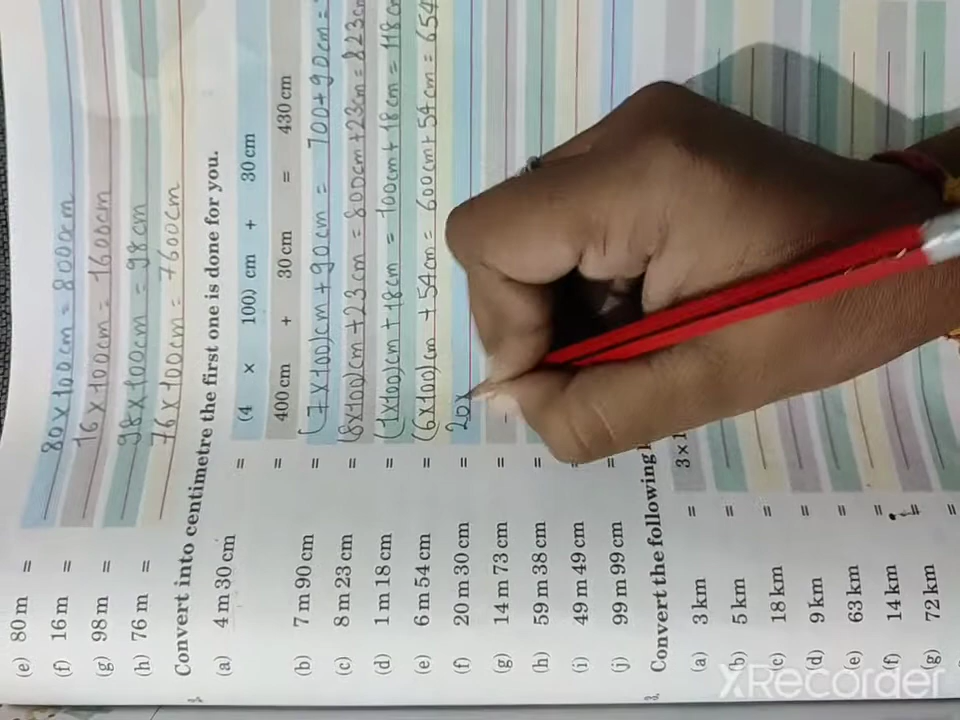 (e) 80 m = 80 x 100 cm = 8000 cm
(f) 16 m = 16 x 100 cm = 1600 cm
(g) 98 m = 98 x 100 cm = 98 cm
(h) 76 m = 76 x 100 cm = 7600 cm
Convert into centimetre the first one is done for you.
(a) 4 m 30 cm = (4 × 100) cm + 30 cm
= 400 cm + 30 cm = 430 cm
(b) 7 m 90 cm = (7 x 100) cm + 90 cm = 700 + 90 cm =
(c) 8 m 23 cm = (8 x 100) cm + 23 cm = 800 cm + 23 cm = 823 cm
(d) 1 m 18 cm = (1 x 100) cm + 18 cm = 100 cm + 18 cm = 118 cm
(e) 6 m 54 cm = (6 x 100) cm + 54 cm = 600 cm + 54 cm = 654
(f) 20 m 30 cm = 20 x
(g) 14 m 73 cm =
(h) 59 m 38 cm =
(i) 49 m 49 cm =
(j) 99 m 99 cm =
Convert the following
(a) 3 km = 3 × 1
(b) 5 km =
(c) 18 km =
(d) 9 km =
(e) 63 km =
(f) 14 km =
(g) 72 km =
XRecorder